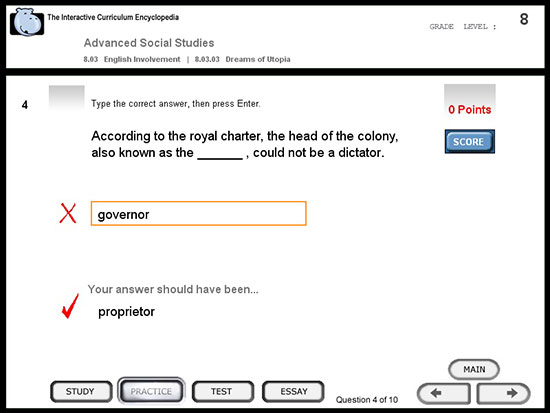 The Interactive Curriculum Encyclopedia
GRADE LEVEL : 8
Advanced Social Studies
8.03 English Involvement | 8.03.03 Dreams of Utopia
4
Type the correct answer, then press Enter.
0 Points
According to the royal charter, the head of the colony,
also known as the ______ , could not be a dictator.
SCORE
governor
Your answer should have been...
proprietor
MAIN
STUDY PRACTICE TEST ESSAY
Question 4 of 10